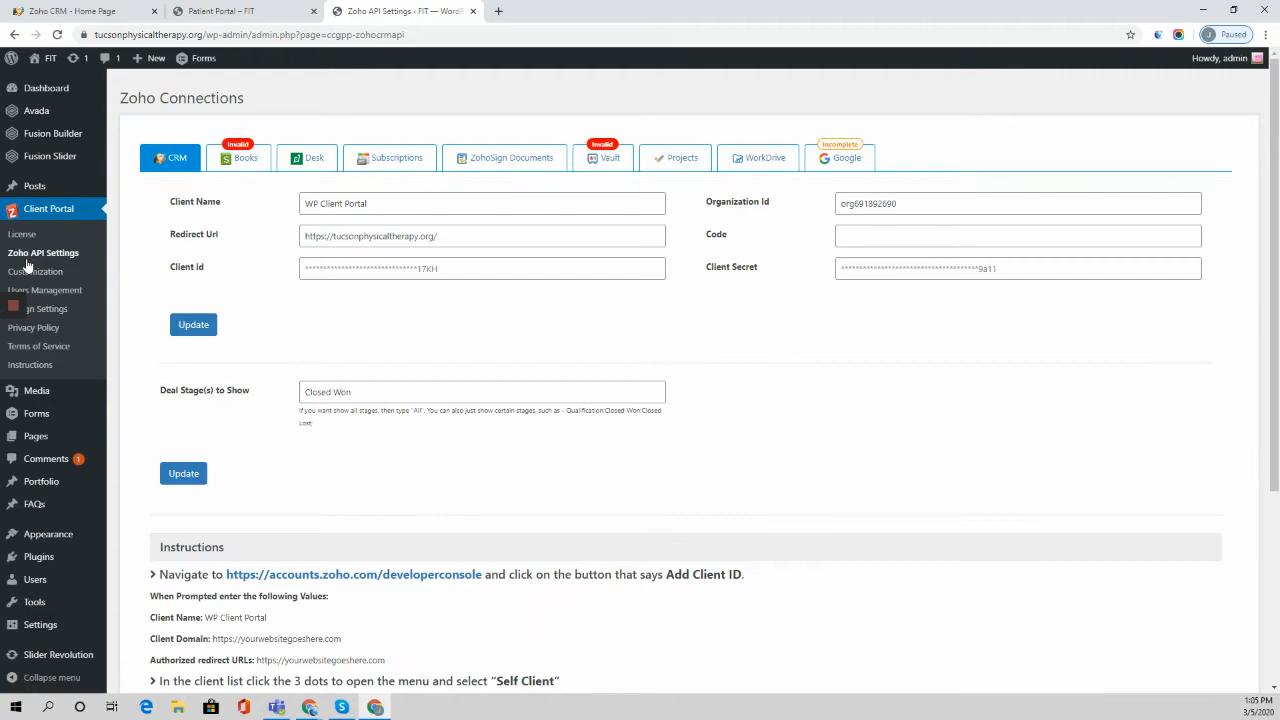 Zoho CRM - Home Page
Patient Portal – FIT
Zoho API Settings ‹ FIT — WordP
tucsonphysicaltherapy.org/wp-admin/admin.php?page=ccgpp-zohocrmapi
J Paused
FIT 1 1 + New Forms
Howdy, admin
Dashboard
Avada
Fusion Builder
Fusion Slider
Posts
Client Portal
License
Zoho API Settings
Customization
Users Management
gn Settings
Privacy Policy
Terms of Service
Instructions
Media
Forms
Pages
Comments 1
Portfolio
FAQs
Appearance
Plugins
Users
Tools
Settings
Slider Revolution
Collapse menu
Zoho Connections
Invalid
Invalid
Incomplete
CRM
Books
Desk
Subscriptions
ZohoSign Documents
Vault
Projects
WorkDrive
Google
Client Name WP Client Portal Organization Id org691892690
Redirect Url https://tucsonphysicaltherapy.org/ Code
Client id ******************************17KH Client Secret *************************************9a11
Update
Deal Stage(s) to Show Closed Won
If you want show all stages, then type "All". You can also just show certain stages, such as - Qualification:Closed Won:Closed
Lost;
Update
Instructions
Navigate to https://accounts.zoho.com/developerconsole and click on the button that says Add Client ID.
When Prompted enter the following Values:
Client Name: WP Client Portal
Client Domain: https://yourwebsitegoeshere.com
Authorized redirect URLs: https://yourwebsitegoeshere.com
In the client list click the 3 dots to open the menu and select "Self Client"
1:05 PM
3/5/2020